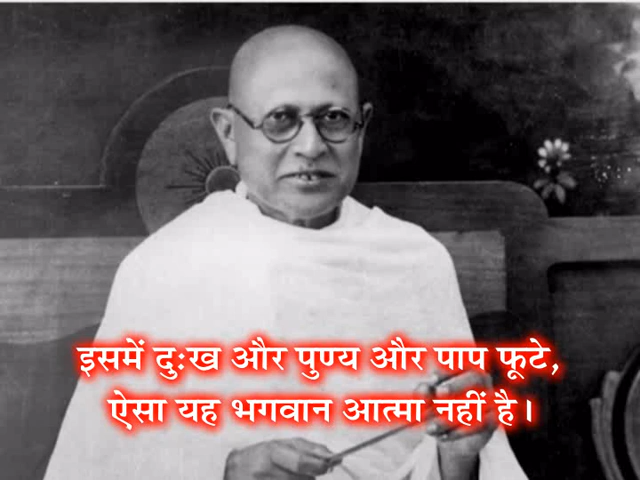 इसमें दुःख और पुण्य और पाप फूटे,
ऐसा यह भगवान आत्मा नहीं है।